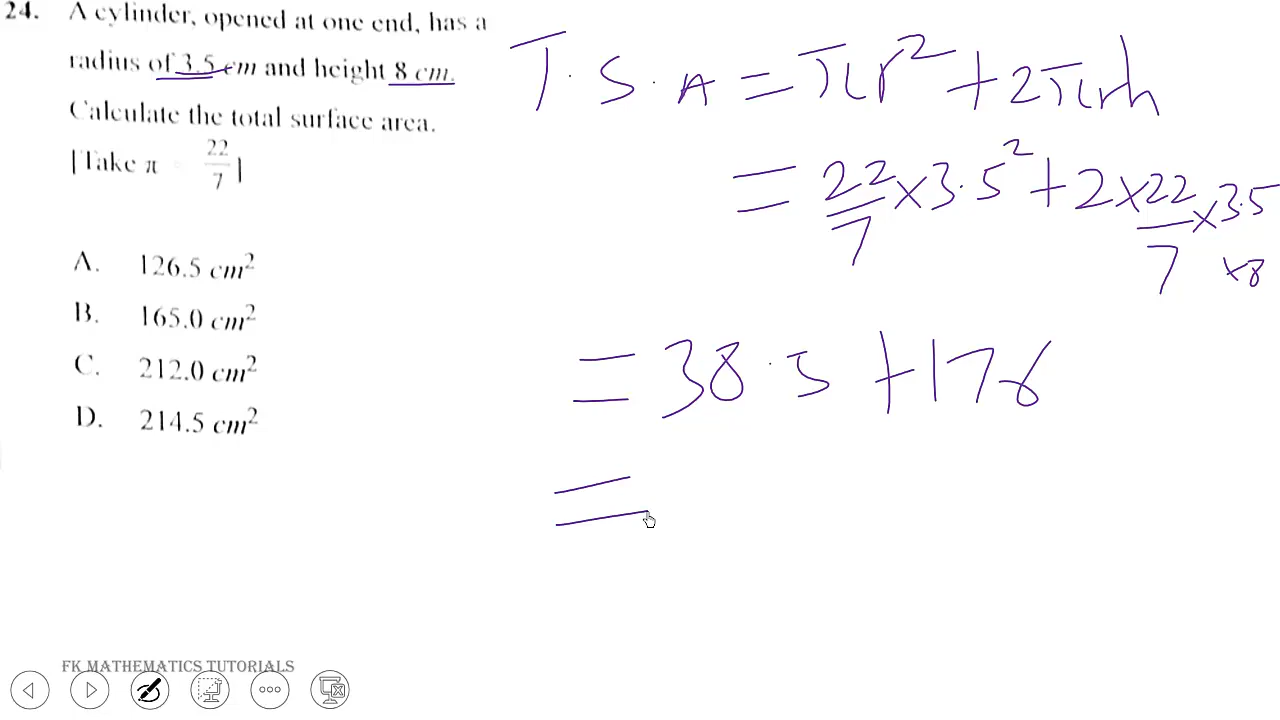 24. A cylinder, opened at one end, has a
radius of 3.5 cm and height 8 cm.
Calculate the total surface area.
[Take π 22/7]
A. 126.5 cm²
B. 165.0 cm²
C. 212.0 cm²
D. 214.5 cm²
T.S.A = πr² + 2πrh
= 22/7 × 3.5² + 2 × 22/7 × 3.5
×8
= 38.5 + 176
=
FK MATHEMATICS TUTORIALS